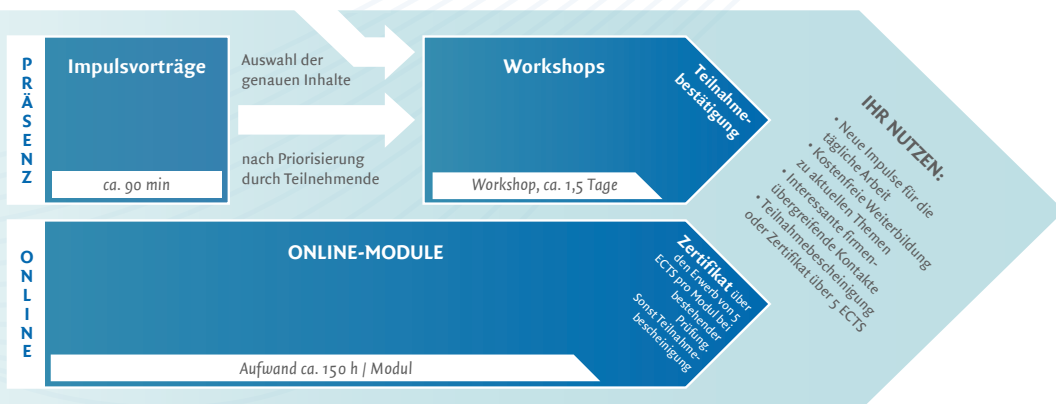 PRÄSENZ
Impulsvorträge
ca. 90 min
Auswahl der
genauen Inhalte
nach Priorisierung
durch Teilnehmende
Workshops
Workshop, ca. 1,5 Tage
Teilnahme-
bestätigung
ONLINE
ONLINE-MODULE
Aufwand ca. 150 h / Modul
Zertifikat über
den Erwerb von 5
ECTS pro Modul bei
bestehender
Prüfung.
Sonst Teilnahme-
bescheinigung
IHR NUTZEN:
• Neue Impulse für die
tägliche Arbeit
• Kostenfreie Weiterbildung
zu aktuellen Themen
• Interessante firmen-
übergreifende Kontakte
• Teilnahmebescheinigung
oder Zertifikat über 5 ECTS